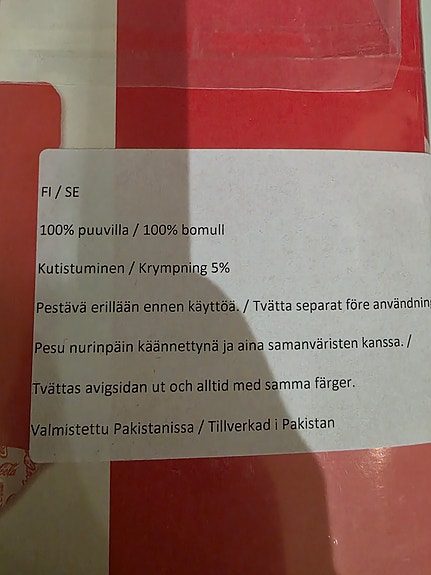 FI / SE
100% puuvilla / 100% bomull
Kutistuminen / Krympning 5%
Pestävä erillään ennen käyttöä. / Tvätta separat före användnin
Pesu nurinpäin käännettynä ja aina samanväristen kanssa. /
Tvättas avigsidan ut och alltid med samma färger.
Valmistettu Pakistanissa / Tillverkad i Pakistan